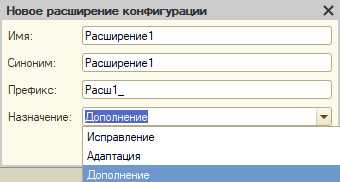 Новое расширение конфигурации
Имя: Расширение1
Синоним: Расширение1
Префикс: Расш1_
Назначение: Дополнение
Исправление
Адаптация
Дополнение